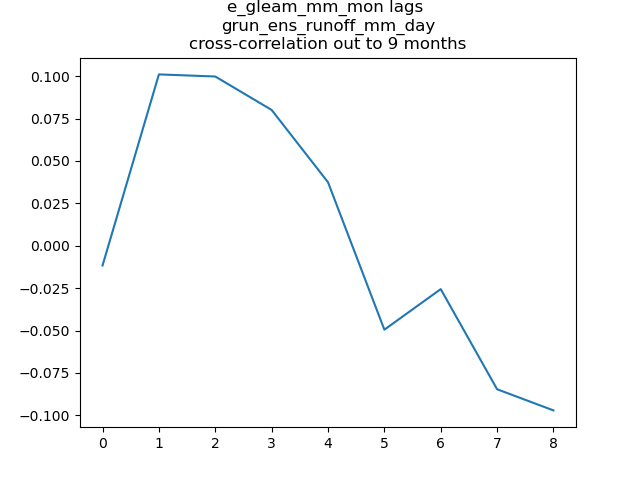 e_gleam_mm_mon lags
grun_ens_runoff_mm_day
cross-correlation out to 9 months
0.100
0.075
0.050
0.025
0.000
−0.025
−0.050
−0.075
−0.100
0 1 2 3 4 5 6 7 8